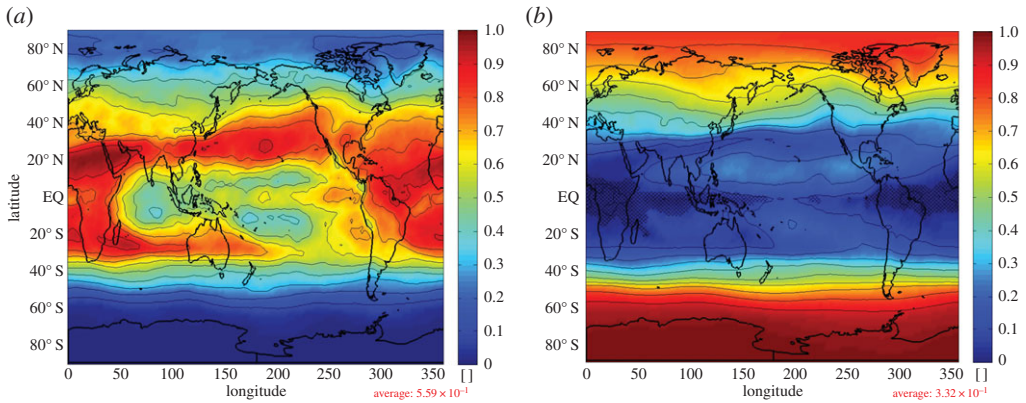 (a)
(b)
80° N
60° N
40° N
20° N
EQ
20° S
40° S
60° S
80° S
latitude
0 50 100 150 200 250 300 350
longitude
1.0
0.9
0.8
0.7
0.6
0.5
0.4
0.3
0.2
0.1
0
[]
average: 5.59 × 10⁻¹
80° N
60° N
40° N
20° N
EQ
20° S
40° S
60° S
80° S
0 50 100 150 200 250 300 350
longitude
1.0
0.9
0.8
0.7
0.6
0.5
0.4
0.3
0.2
0.1
0
[]
average: 3.32 × 10⁻¹